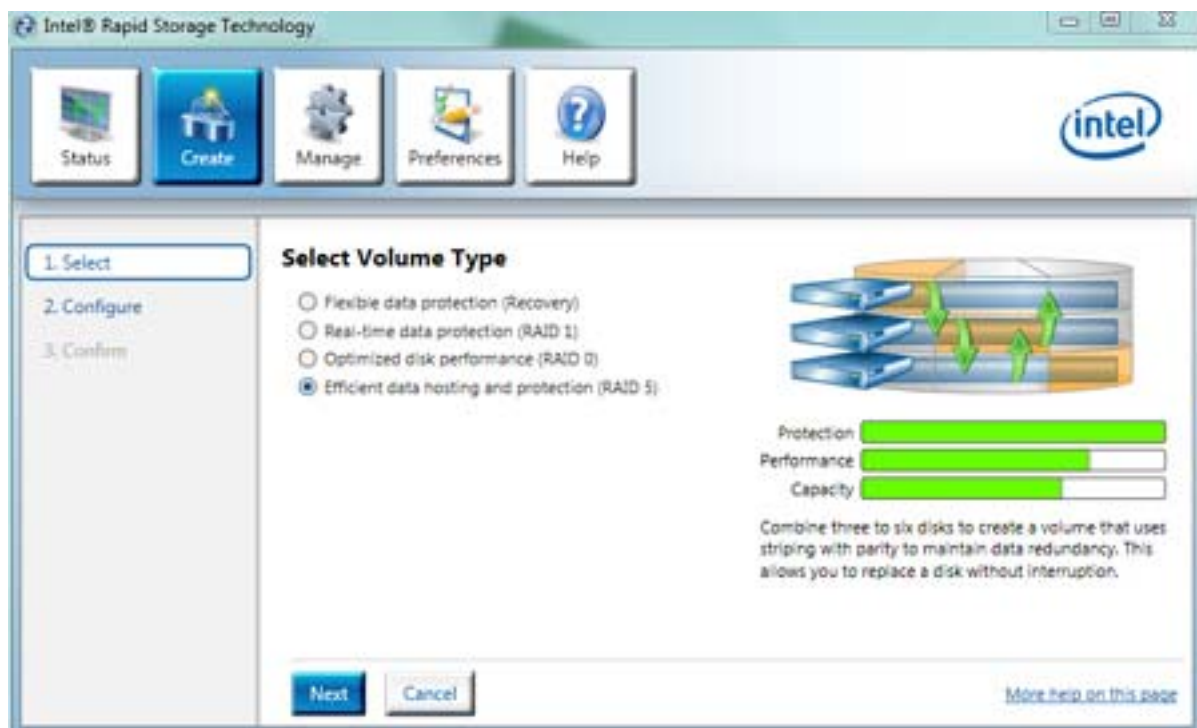 Intel® Rapid Storage Technology
Status
Create
Manage
Preferences
Help
intel
1. Select
2. Configure
3. Confirm
Select Volume Type
Flexible data protection (Recovery)
Real-time data protection (RAID 1)
Optimized disk performance (RAID 0)
Efficient data hosting and protection (RAID 5)
Protection
Performance
Capacity
Combine three to six disks to create a volume that uses
striping with parity to maintain data redundancy. This
allows you to replace a disk without interruption.
Next
Cancel
More help on this page